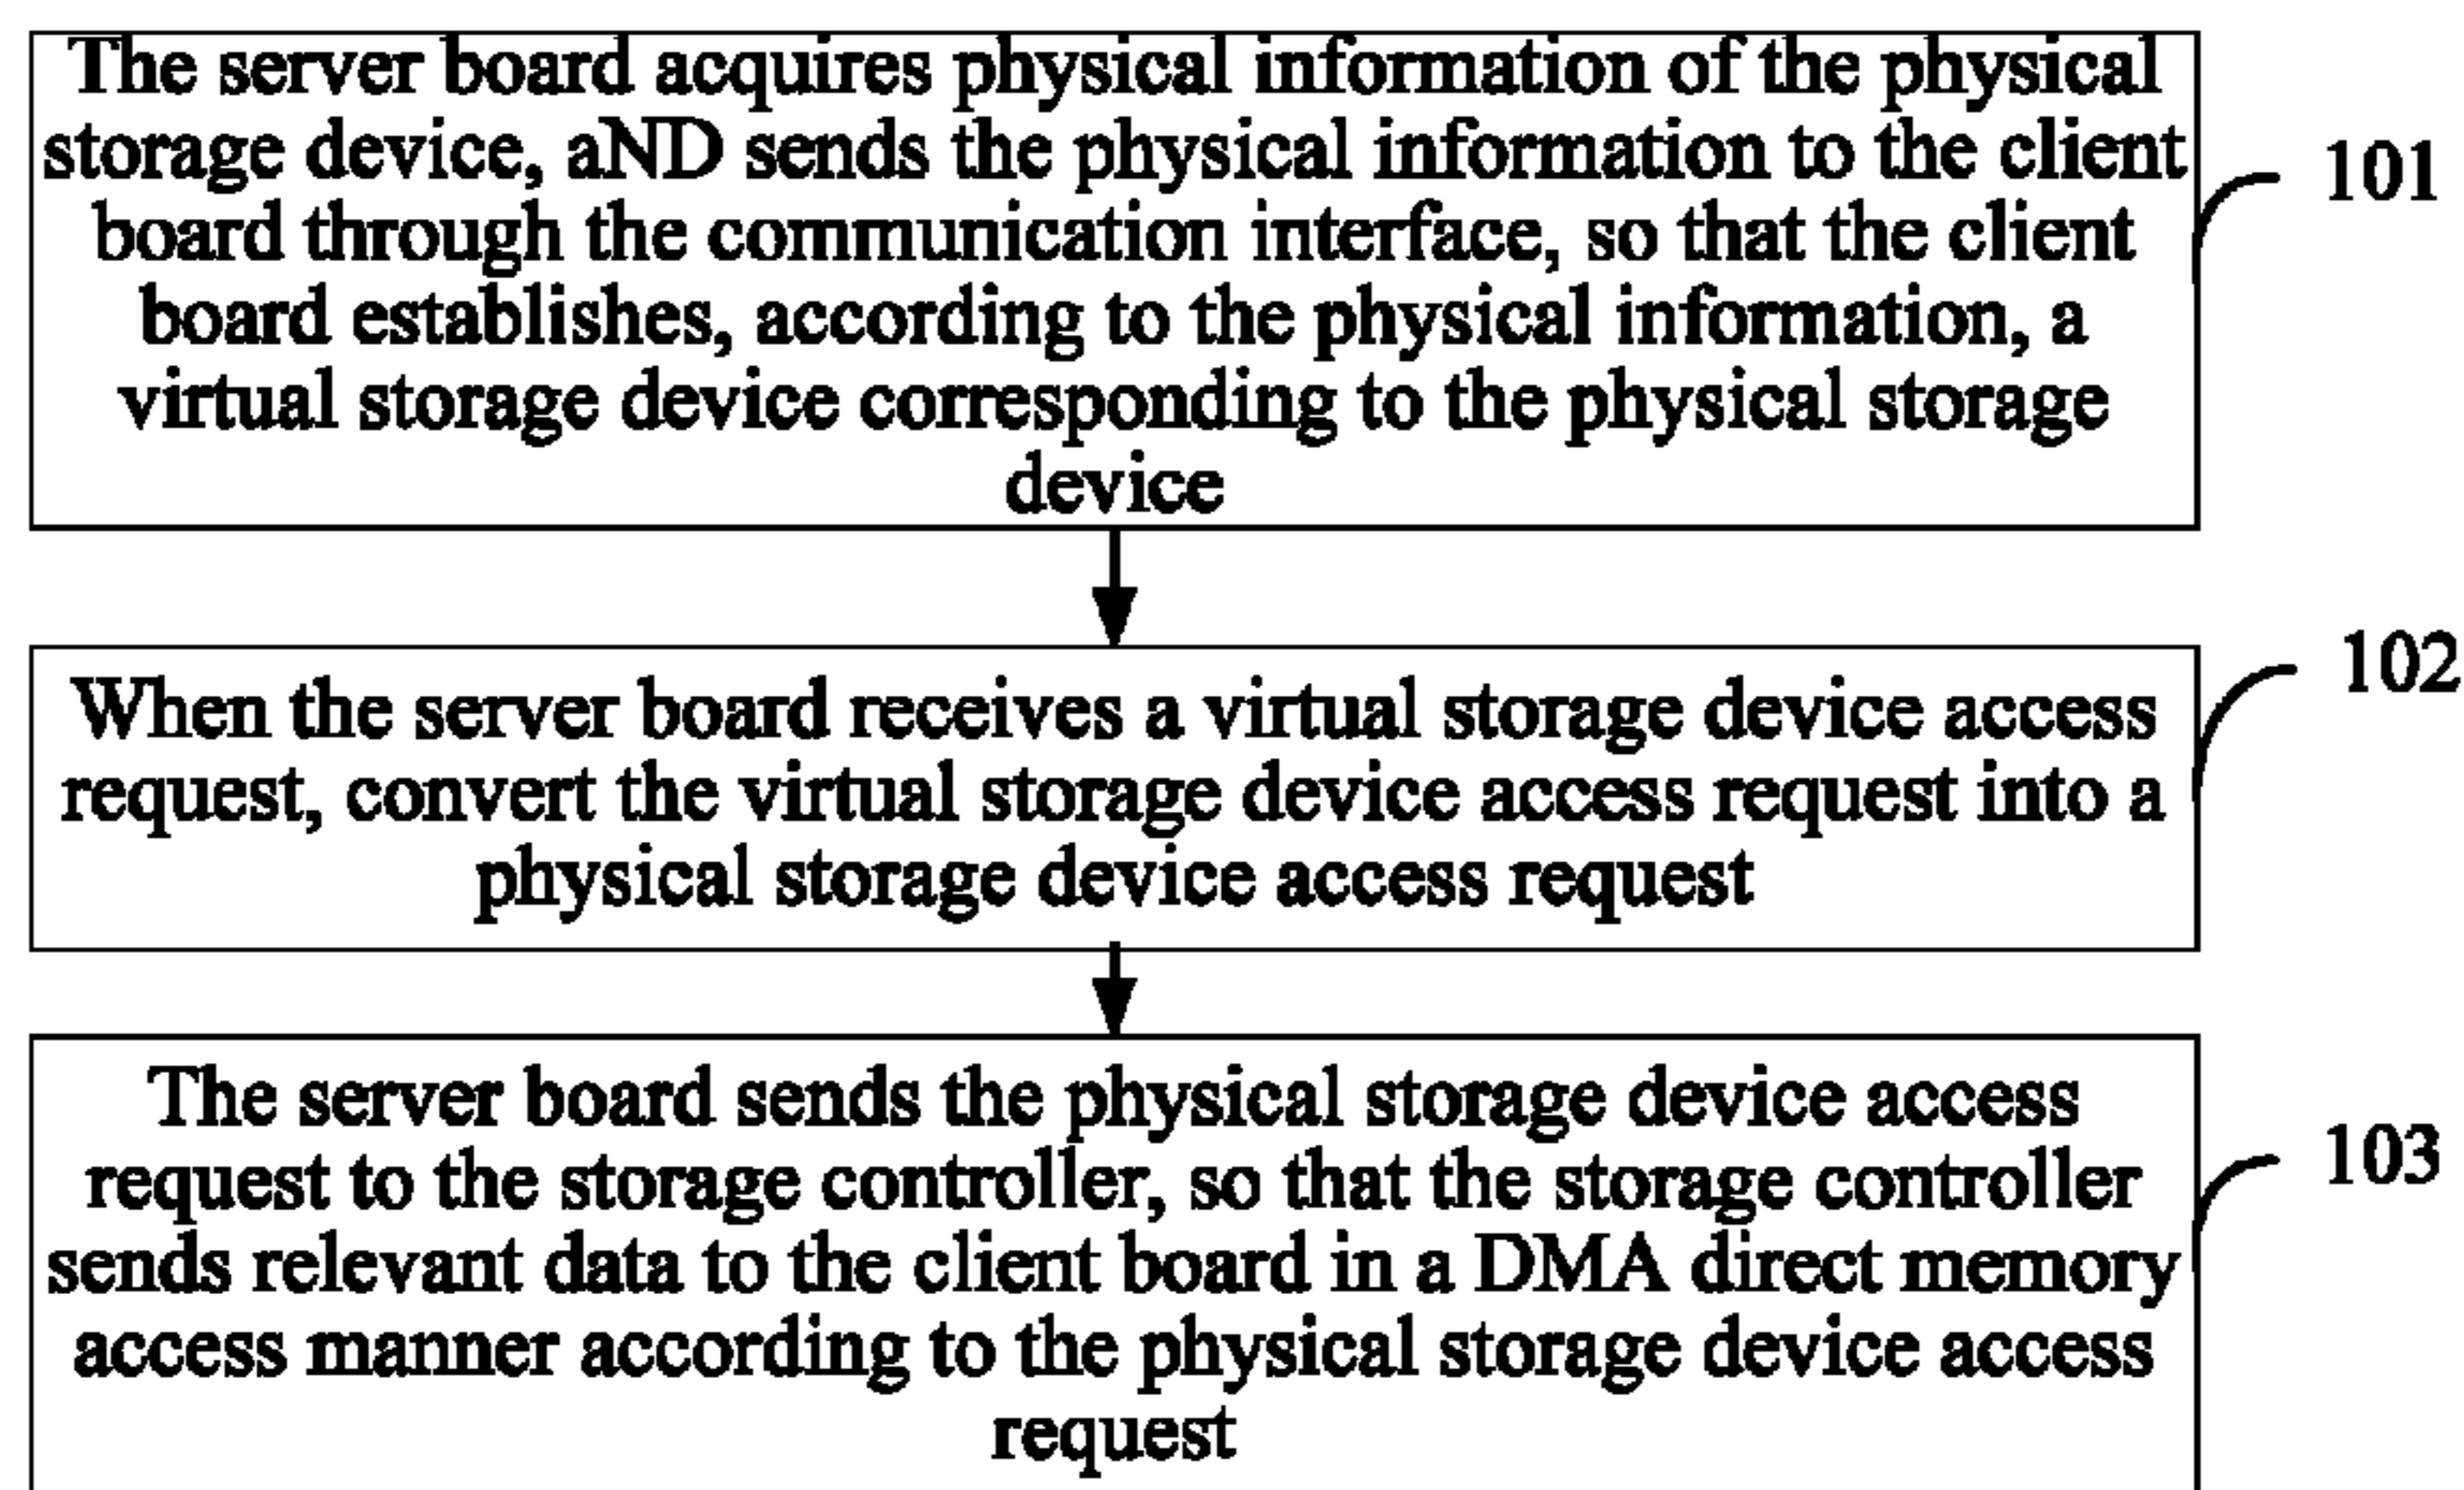 The server board acquires physical information of the physical
storage device, aND sends the physical information to the client
board through the communication interface, so that the client
board establishes, according to the physical information, a
virtual storage device corresponding to the physical storage
device
101
When the server board receives a virtual storage device access
request, convert the virtual storage device access request into a
physical storage device access request
102
The server board sends the physical storage device access
request to the storage controller, so that the storage controller
sends relevant data to the client board in a DMA direct memory
access manner according to the physical storage device access
request
103